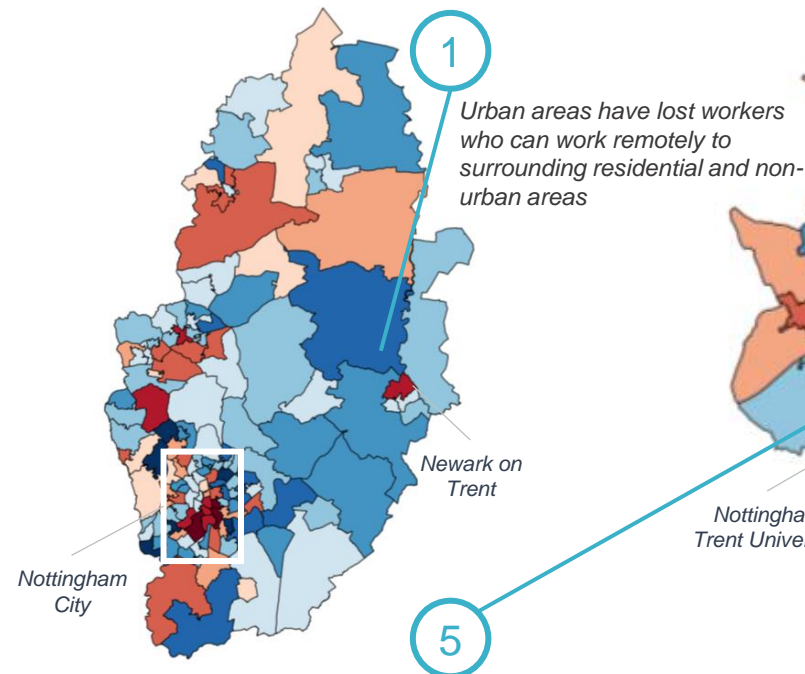 1
Urban areas have lost workers
who can work remotely to
surrounding residential and non-
urban areas
Newark on
Trent
Nottingham
City
Trent
5